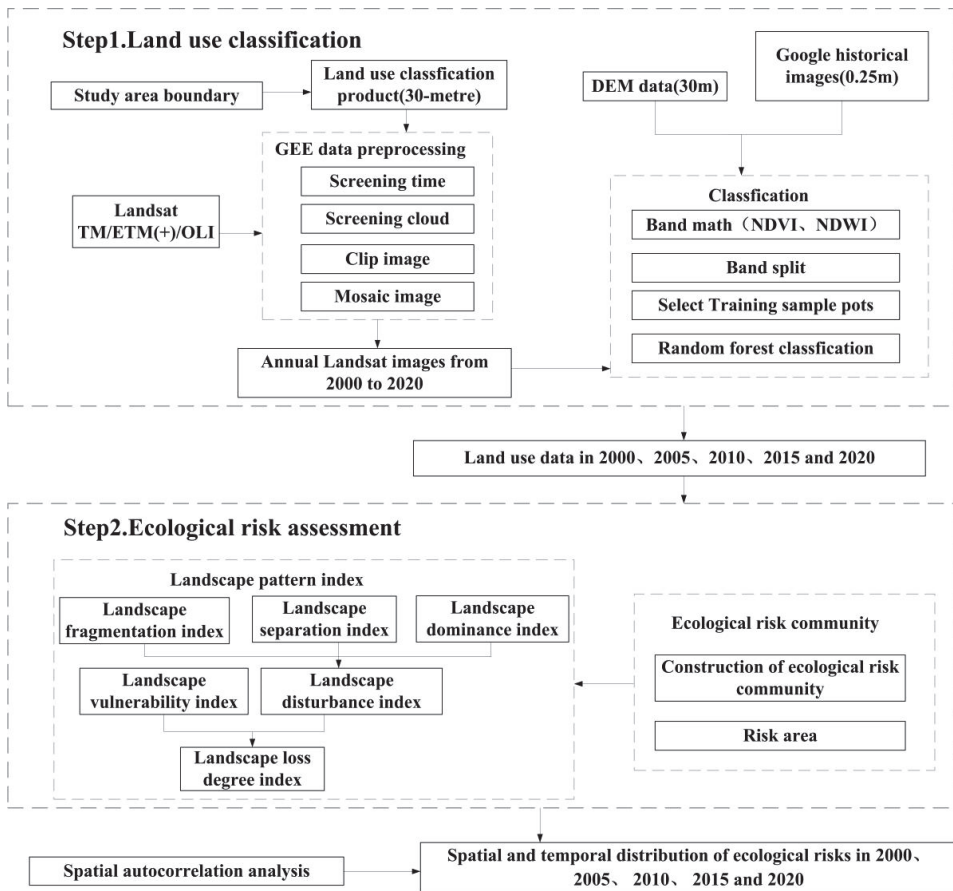 Step1.Land use classification
Study area boundary
Land use classfication
product(30-metre)
DEM data(30m)
Google historical
images(0.25m)
GEE data preprocessing
Screening time
Screening cloud
Clip image
Mosaic image
Landsat
TM/ETM(+)/OLI
Classfication
Band math（NDVI、NDWI）
Band split
Select Training sample pots
Random forest classfication
Annual Landsat images from
2000 to 2020
Land use data in 2000、2005、2010、2015 and 2020
Step2.Ecological risk assessment
Landscape pattern index
Landscape
fragmentation index
Landscape
separation index
Landscape
dominance index
Landscape
vulnerability index
Landscape
disturbance index
Landscape loss
degree index
Ecological risk community
Construction of ecological risk
community
Risk area
Spatial autocorrelation analysis
Spatial and temporal distribution of ecological risks in 2000、
2005、 2010、 2015 and 2020